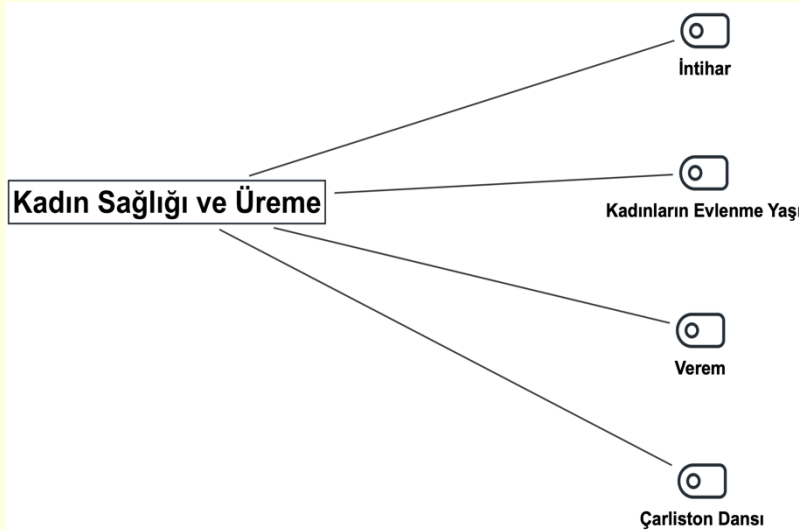 İntihar
Kadın Sağlığı ve Üreme
Kadınların Evlenme Yaşı
Verem
Çarliston Dansı